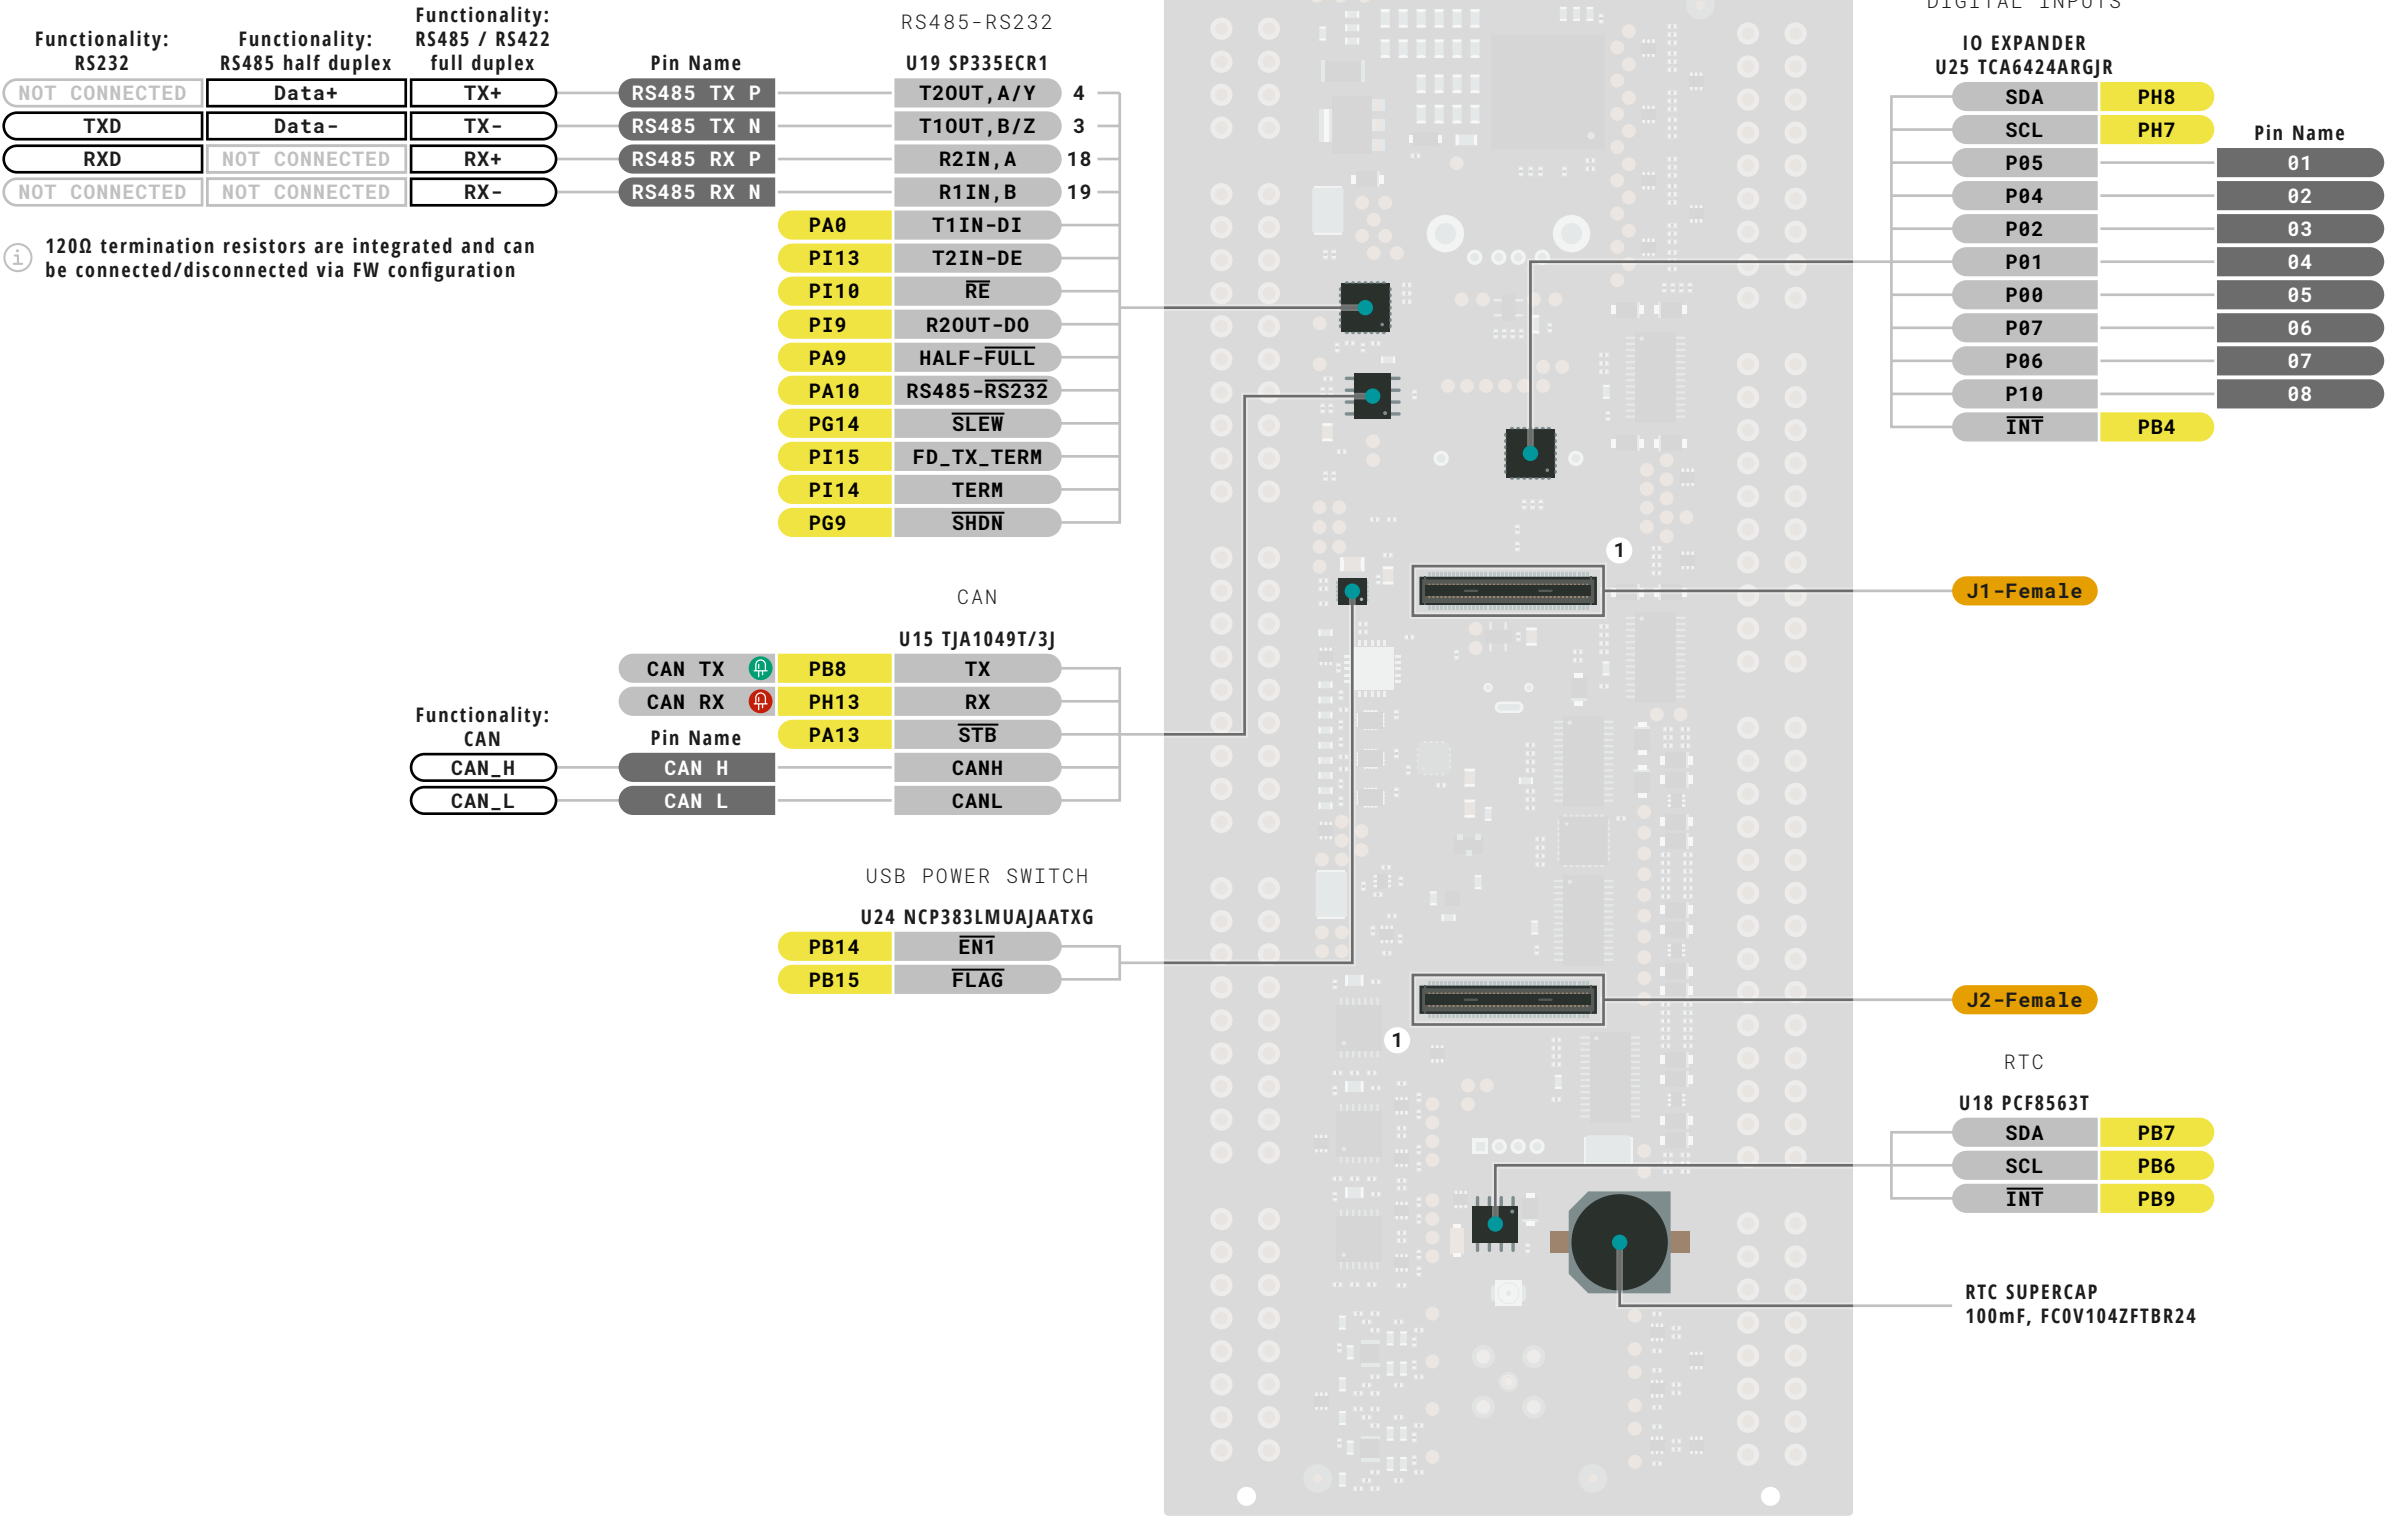 RS485-RS232
DIGITAL INPUTS
Functionality:
RS232
Functionality:
RS485 half duplex
Functionality:
RS485 / RS422
full duplex
Pin Name
U19 SP335ECR1
NOT CONNECTED Data+ TX+ RS485 TX P T2OUT,A/Y 4
TXD Data- TX- RS485 TX N T1OUT,B/Z 3
RXD NOT CONNECTED RX+ RS485 RX P R2IN,A 18
NOT CONNECTED NOT CONNECTED RX- RS485 RX N R1IN,B 19
PA0 T1IN-DI
PI13 T2IN-DE
PI10 RE
PI9 R2OUT-DO
PA9 HALF-FULL
PA10 RS485-RS232
PG14 SLEW
PI15 FD_TX_TERM
PI14 TERM
PG9 SHDN
i 120Ω termination resistors are integrated and can
be connected/disconnected via FW configuration
CAN
U15 TJA1049T/3J
CAN TX PB8 TX
CAN RX PH13 RX
PA13 STB
Functionality:
CAN
Pin Name
CAN_H CAN H CANH
CAN_L CAN L CANL
USB POWER SWITCH
U24 NCP383LMUAJAATXG
PB14 EN1
PB15 FLAG
IO EXPANDER
U25 TCA6424ARGJR
SDA PH8
SCL PH7
Pin Name
P05 01
P04 02
P02 03
P01 04
P00 05
P07 06
P06 07
P10 08
INT PB4
1
J1-Female
J2-Female
1
RTC
U18 PCF8563T
SDA PB7
SCL PB6
INT PB9
RTC SUPERCAP
100mF, FC0V104ZFTBR24